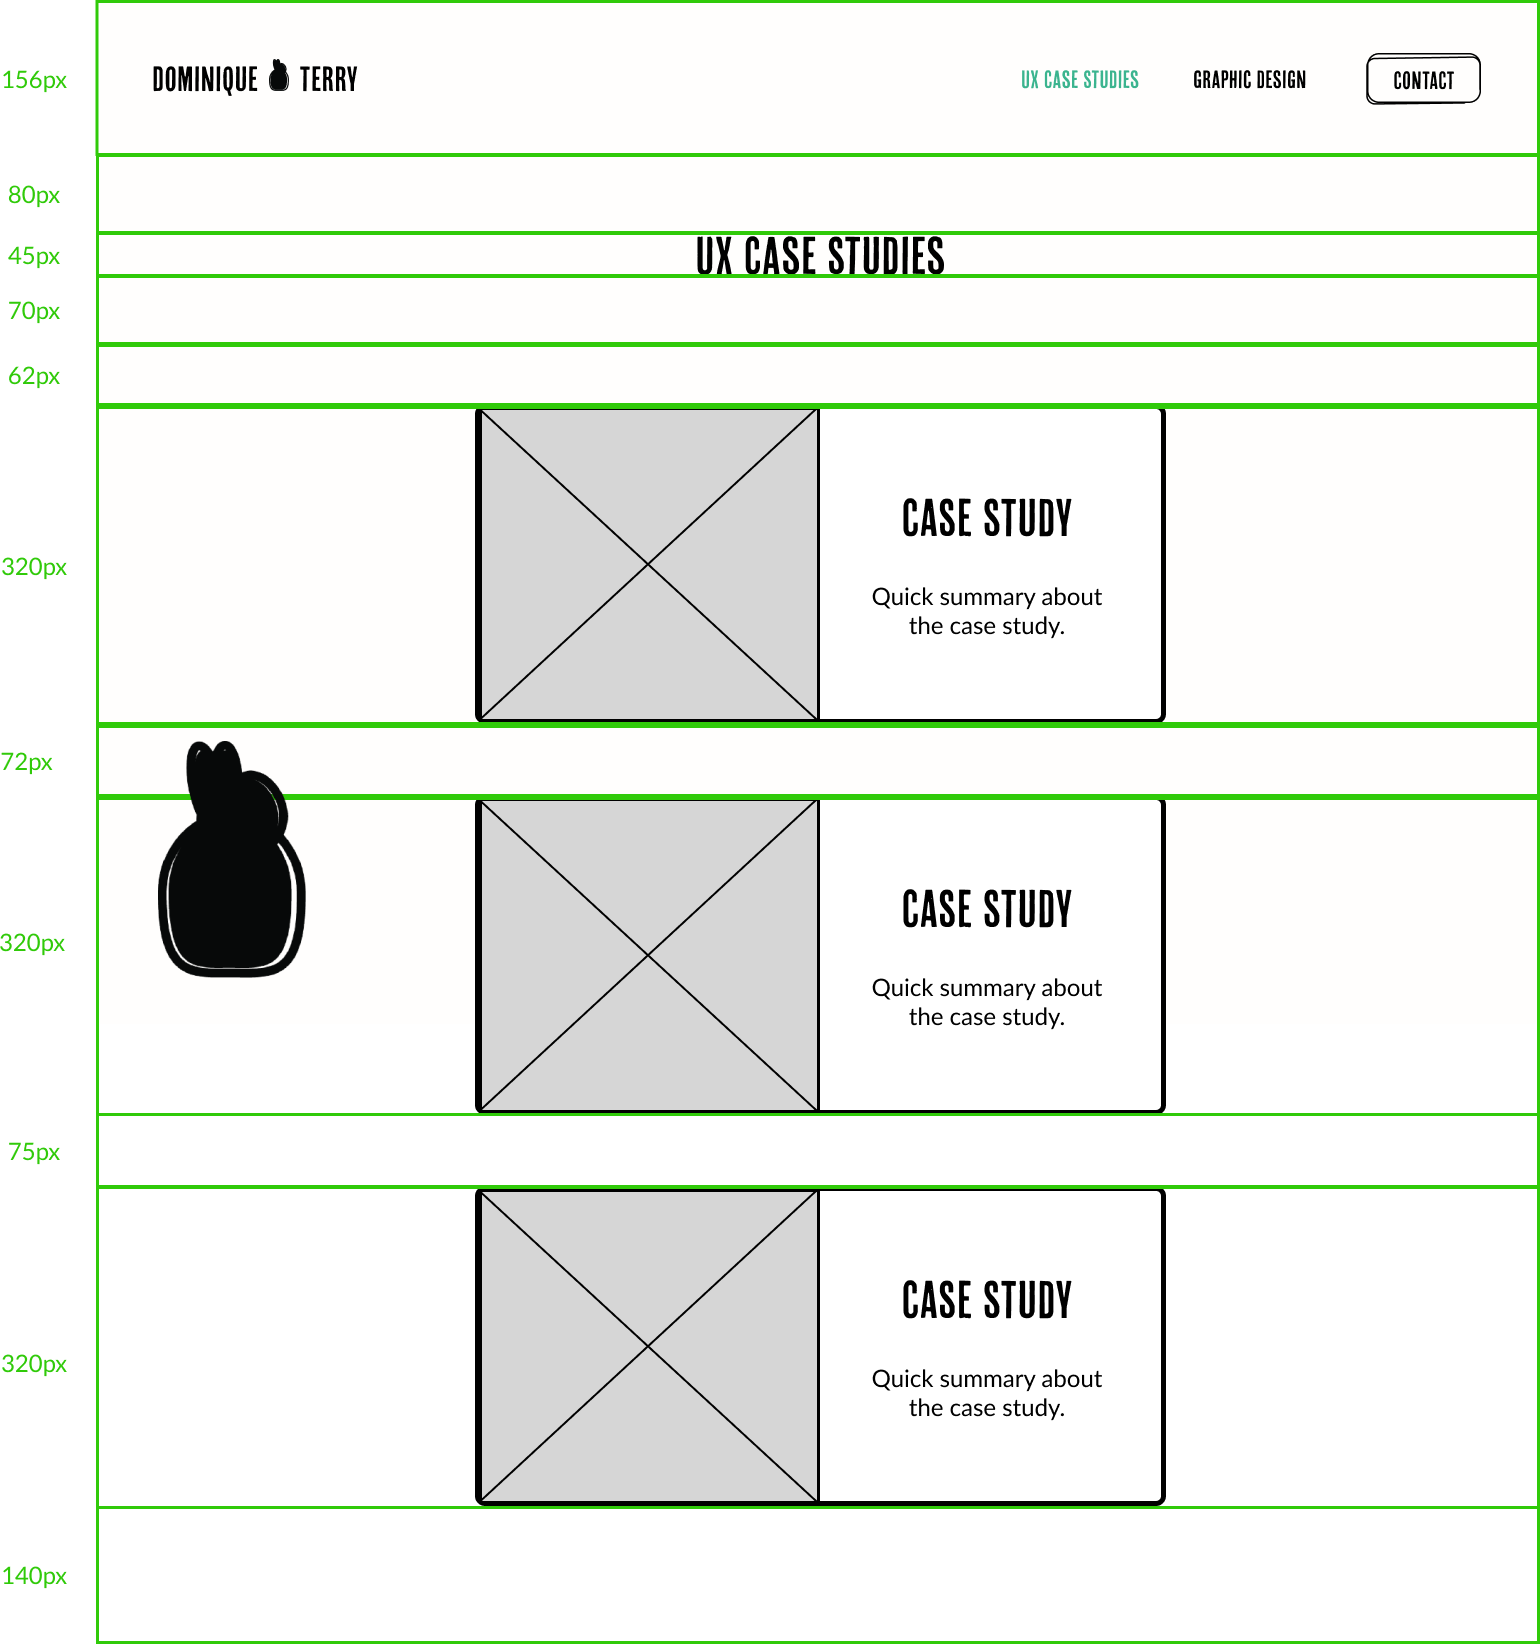 156px
DOMINIQUE TERRY
UX CASE STUDIES
GRAPHIC DESIGN
CONTACT
80px
45px
UX CASE STUDIES
70px
62px
320px
CASE STUDY
Quick summary about
the case study.
72px
320px
CASE STUDY
Quick summary about
the case study.
75px
320px
CASE STUDY
Quick summary about
the case study.
140px